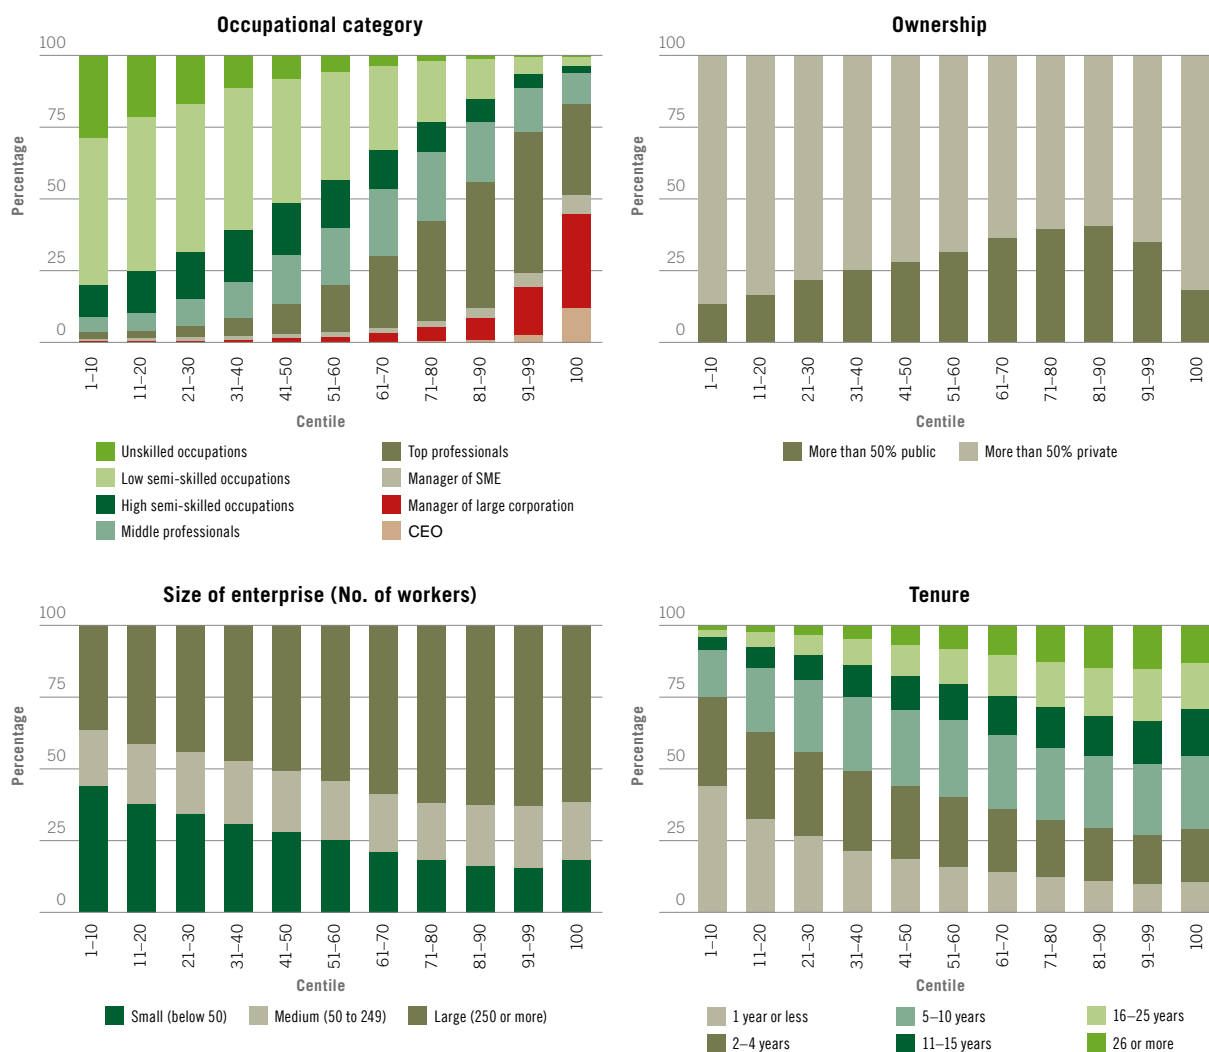 Occupational category
100
75
50
25
0
Percentage
1–10
11–20
21–30
31–40
41–50
51–60
61–70
71–80
81–90
91–99
100
Centile
Unskilled occupations
Low semi-skilled occupations
High semi-skilled occupations
Middle professionals
Top professionals
Manager of SME
Manager of large corporation
CEO
Ownership
100
75
50
25
0
Percentage
1–10
11–20
21–30
31–40
41–50
51–60
61–70
71–80
81–90
91–99
100
Centile
More than 50% public
More than 50% private
Size of enterprise (No. of workers)
100
75
50
25
0
Percentage
1–10
11–20
21–30
31–40
41–50
51–60
61–70
71–80
81–90
91–99
100
Centile
Small (below 50)
Medium (50 to 249)
Large (250 or more)
Tenure
100
75
50
25
0
Percentage
1–10
11–20
21–30
31–40
41–50
51–60
61–70
71–80
81–90
91–99
100
Centile
1 year or less
2–4 years
5–10 years
11–15 years
16–25 years
26 or more